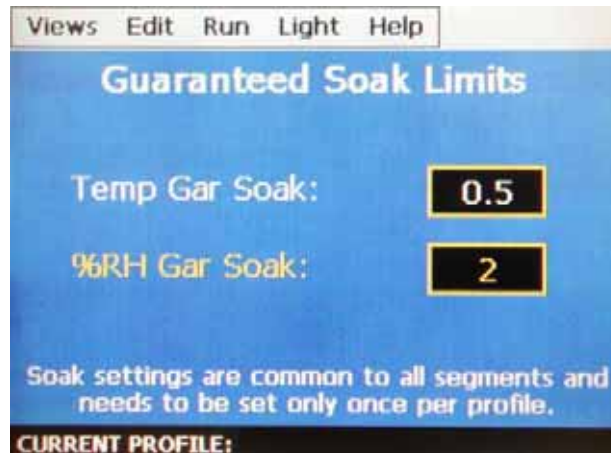 Views Edit Run Light Help
Guaranteed Soak Limits
Temp Gar Soak: 0.5
%RH Gar Soak: 2
Soak settings are common to all segments and
needs to be set only once per profile.
CURRENT PROFILE: